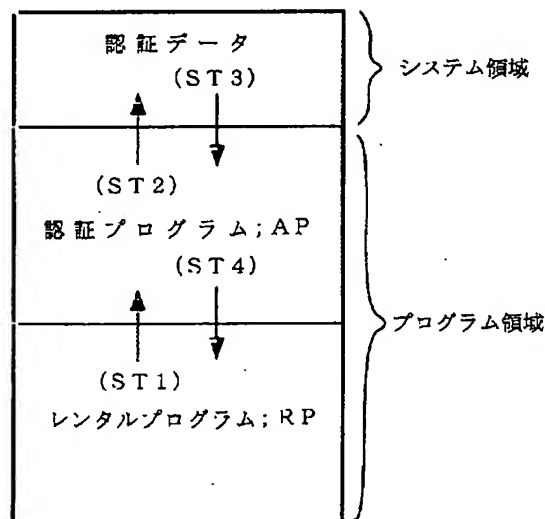 認証データ
(ST3)
システム領域
(ST2)
認証プログラム;AP
(ST4)
プログラム領域
(ST1)
レンタルプログラム;RP